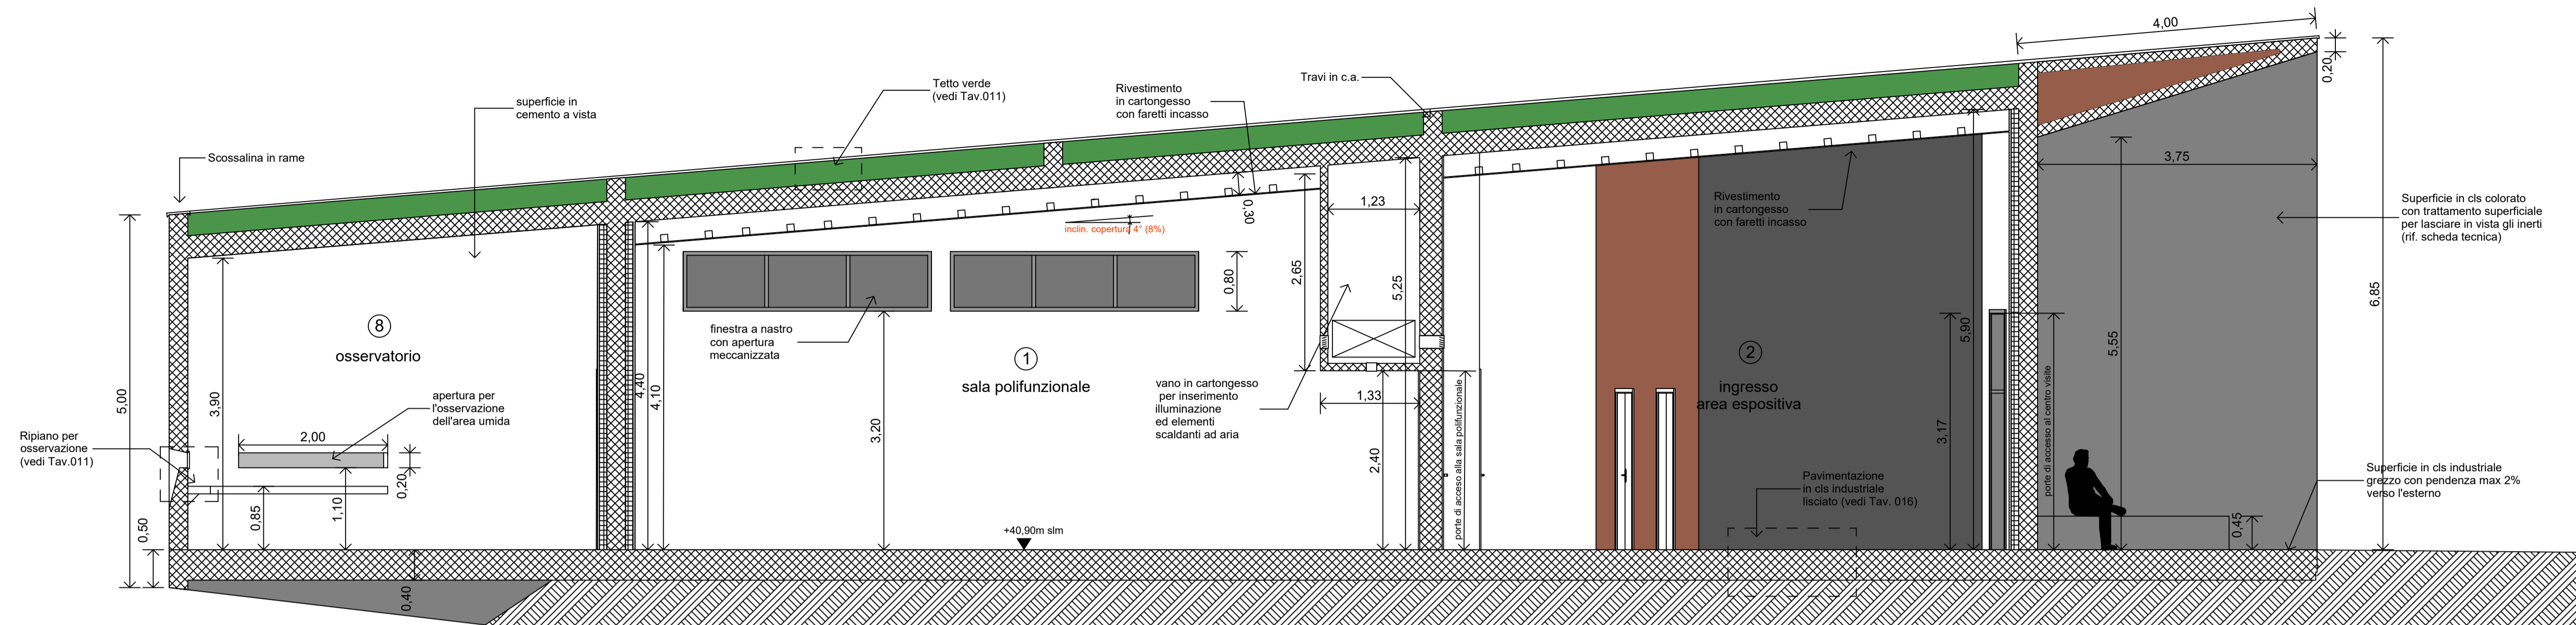 4,00
0,20
Travi in c.a.
Tetto verde
(vedi Tav.011)
Rivestimento
in cartongesso
con faretti incasso
superficie in
cemento a vista
Scossalina in rame
3,75
Rivestimento
in cartongesso
con faretti incasso
Superficie in cls colorato
con trattamento superficiale
per lasciare in vista gli inerti
(rif. scheda tecnica)
1,23
0,30
inclin. copertura 4° (8%)
0,80
2,65
5,25
6,85
5,90
5,55
8
osservatorio
finestra a nastro
con apertura
meccanizzata
1
sala polifunzionale
2
ingresso
area espositiva
5,00
3,90
4,40
4,10
3,20
vano in cartongesso
per inserimento
illuminazione
ed elementi
scaldanti ad aria
1,33
2,40
porte di acceso alla sala polifunzionale
3,17
porte di accesso al centro visite
apertura per
l'osservazione
dell'area umida
Ripiano per
osservazione
(vedi Tav.011)
2,00
0,20
0,85
1,10
0,50
0,40
+40,90m slm
Pavimentazione
in cls industriale
lisciato (vedi Tav. 016)
0,45
Superficie in cls industriale
grezzo con pendenza max 2%
verso l'esterno